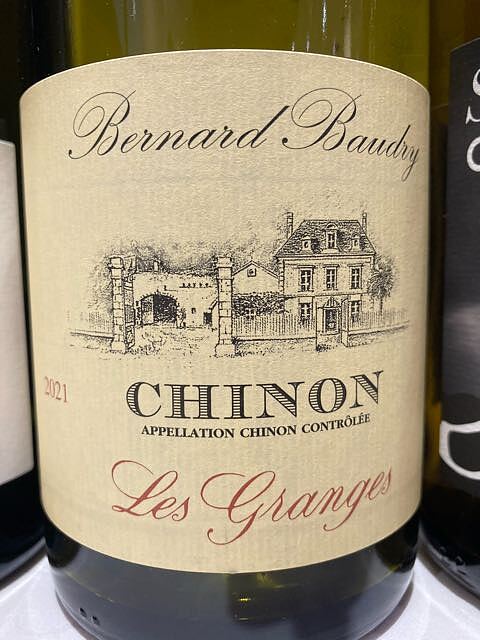 Bernard Baudry
2021
CHINON
APPELLATION CHINON CONTRÔLÉE
Les Granges